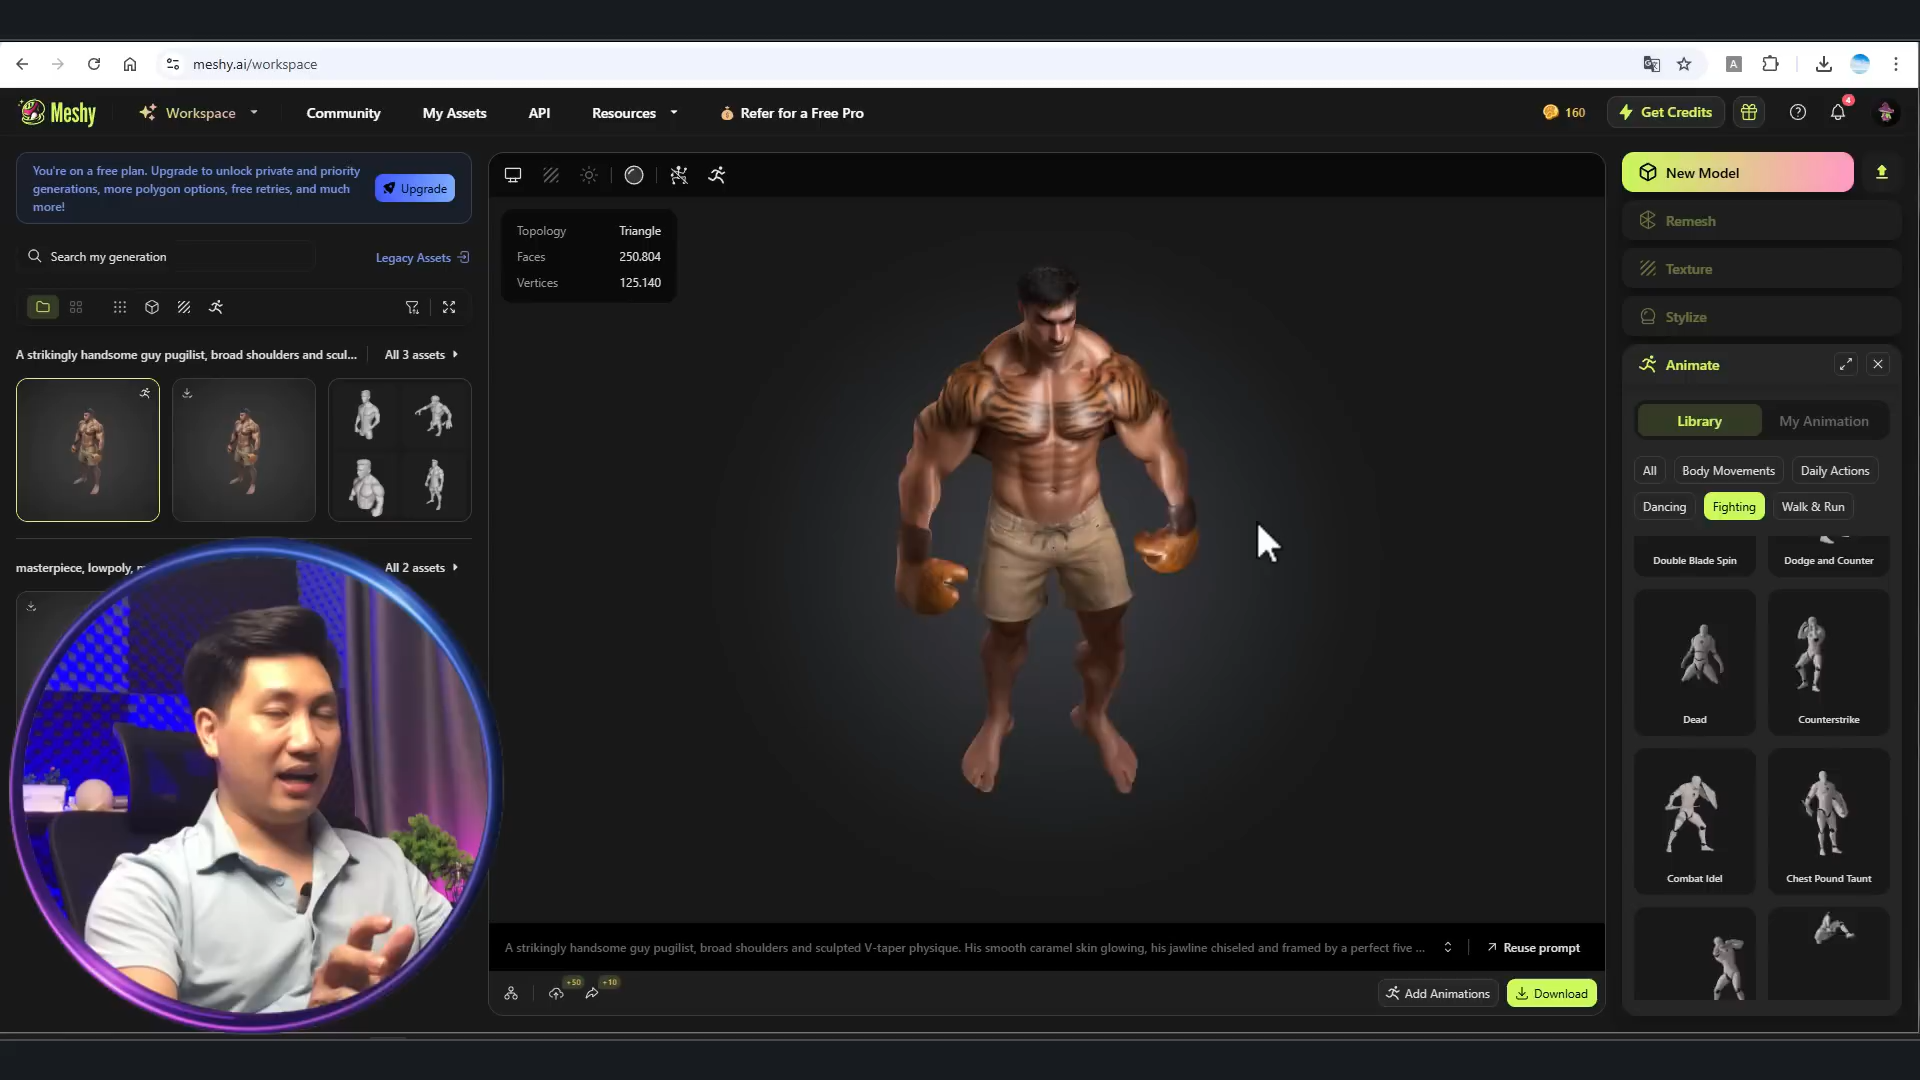 meshy.ai/workspace
Meshy
Workspace
Community
My Assets
API
Resources
Refer for a Free Pro
160
Get Credits
4
You're on a free plan. Upgrade to unlock private and priority
generations, more polygon options, free retries, and much
more!
Upgrade
Search my generation
Legacy Assets
A strikingly handsome guy pugilist, broad shoulders and scul...
All 3 assets
masterpiece, lowpoly,
All 2 assets
Topology Triangle
Faces 250.804
Vertices 125.140
A strikingly handsome guy pugilist, broad shoulders and sculpted V-taper physique. His smooth caramel skin glowing, his jawline chiseled and framed by a perfect five ...
Reuse prompt
+50
+10
Add Animations
Download
New Model
Remesh
Texture
Stylize
Animate
Library
My Animation
All
Body Movements
Daily Actions
Dancing
Fighting
Walk & Run
Double Blade Spin
Dodge and Counter
Dead
Counterstrike
Combat Idel
Chest Pound Taunt